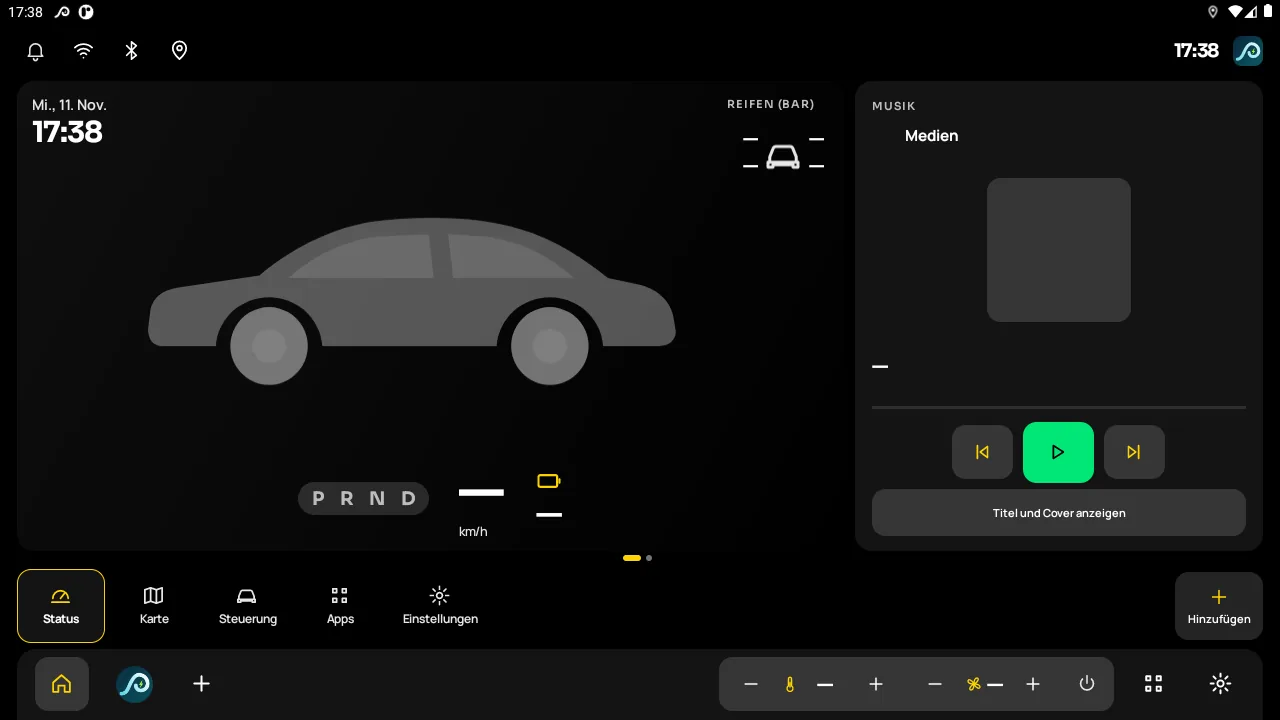 17:38
17:38
Mi., 11. Nov.
17:38
REIFEN (BAR)
– –
– –
MUSIK
Medien
–
Titel und Cover anzeigen
P R N D
—
km/h
—
Status
Karte
Steuerung
Apps
Einstellungen
Hinzufügen